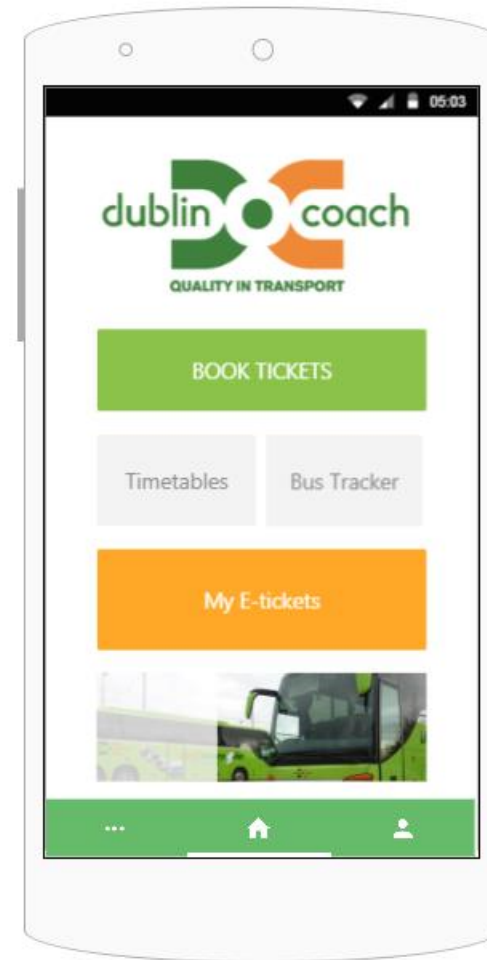 05:03
dublin coach
QUALITY IN TRANSPORT
BOOK TICKETS
Timetables Bus Tracker
My E-tickets